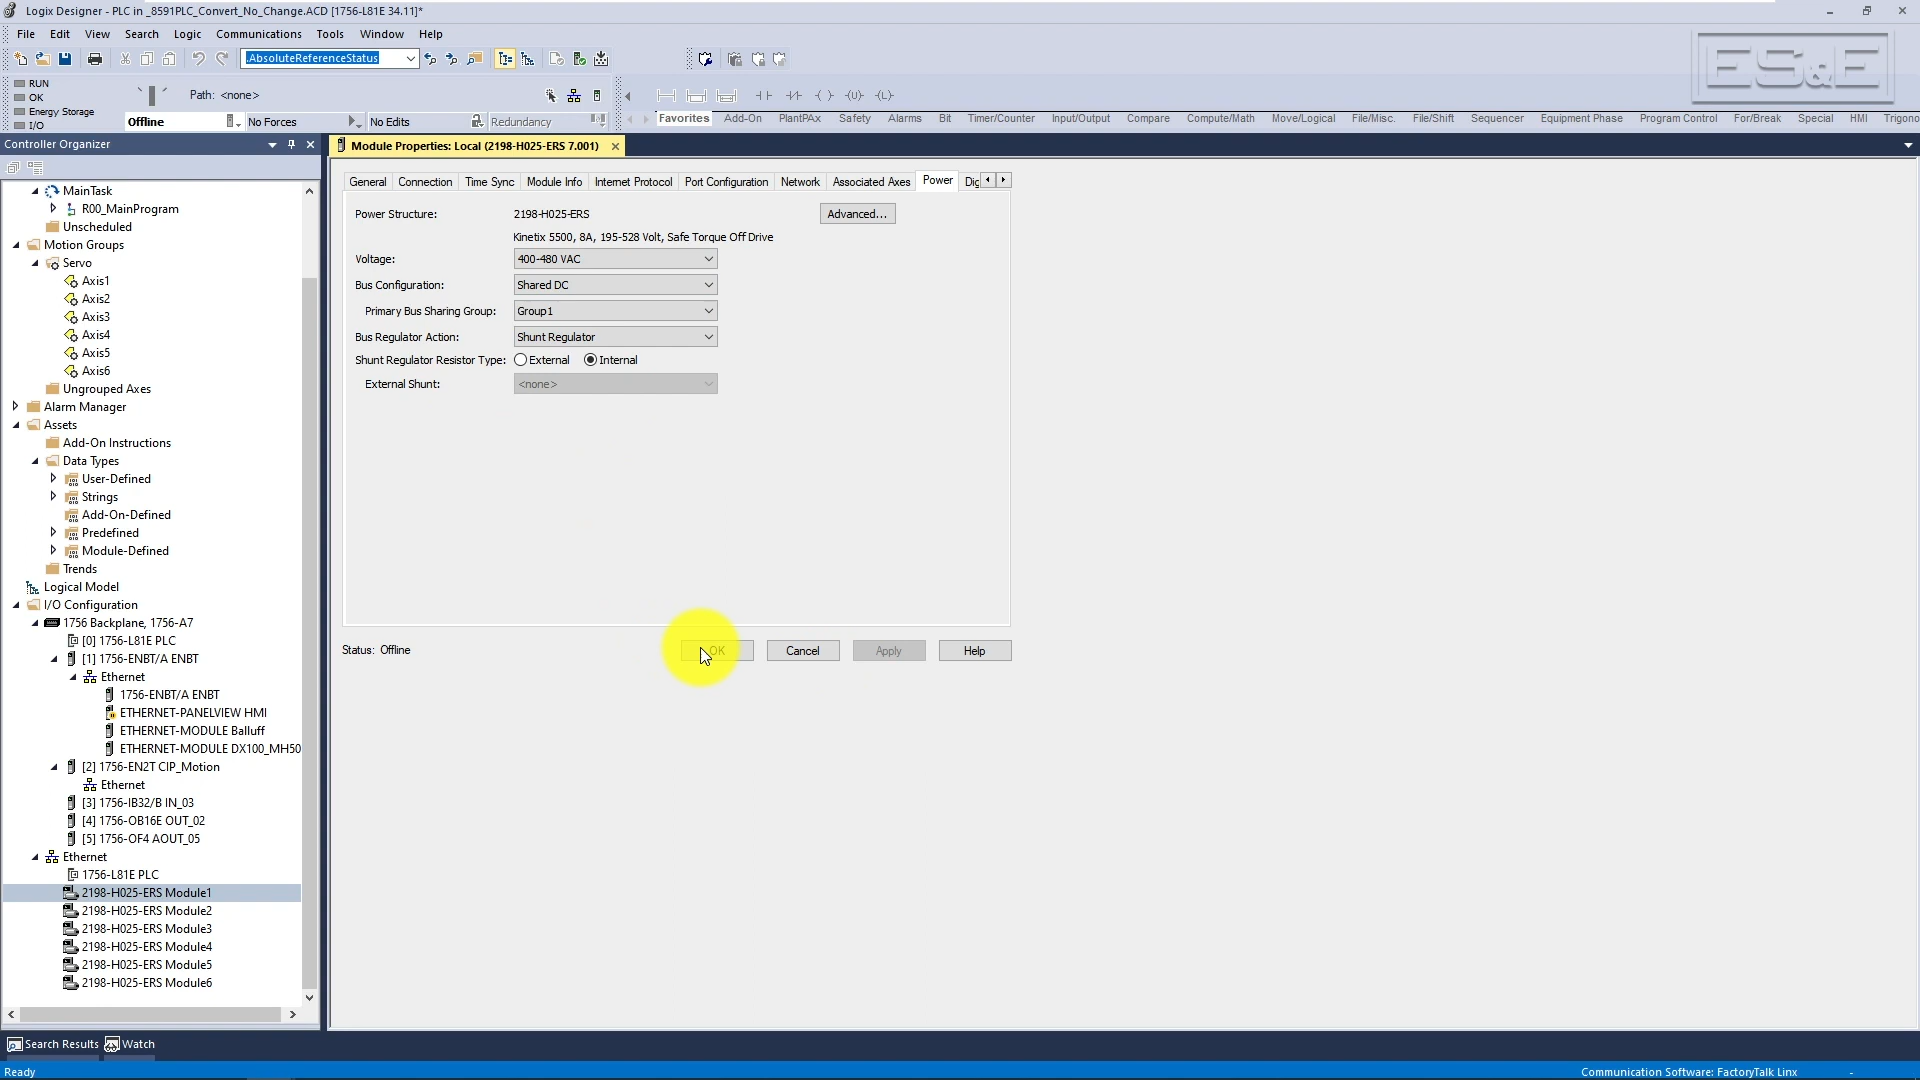 Logix Designer - PLC in _8591PLC_Convert_No_Change.ACD [1756-L81E 34.11]*
File Edit View Search Logic Communications Tools Window Help
.AbsoluteReferenceStatus
ES&E
RUN
OK
Energy Storage
I/O
Path: <none>
Offline No Forces No Edits Redundancy
Favorites Add-On PlantPAx Safety Alarms Bit Timer/Counter Input/Output Compare Compute/Math Move/Logical File/Misc. File/Shift Sequencer Equipment Phase Program Control For/Break Special HMI Trigono
Controller Organizer
MainTask
R00_MainProgram
Unscheduled
Motion Groups
Servo
Axis1
Axis2
Axis3
Axis4
Axis5
Axis6
Ungrouped Axes
Alarm Manager
Assets
Add-On Instructions
Data Types
User-Defined
Strings
Add-On-Defined
Predefined
Module-Defined
Trends
Logical Model
I/O Configuration
1756 Backplane, 1756-A7
[0] 1756-L81E PLC
[1] 1756-ENBT/A ENBT
Ethernet
1756-ENBT/A ENBT
ETHERNET-PANELVIEW HMI
ETHERNET-MODULE Balluff
ETHERNET-MODULE DX100_MH50
[2] 1756-EN2T CIP_Motion
Ethernet
[3] 1756-IB32/B IN_03
[4] 1756-OB16E OUT_02
[5] 1756-OF4 AOUT_05
Ethernet
1756-L81E PLC
2198-H025-ERS Module1
2198-H025-ERS Module2
2198-H025-ERS Module3
2198-H025-ERS Module4
2198-H025-ERS Module5
2198-H025-ERS Module6
Module Properties: Local (2198-H025-ERS 7.001)
General Connection Time Sync Module Info Internet Protocol Port Configuration Network Associated Axes Power Dig
Power Structure: 2198-H025-ERS Advanced...
Kinetix 5500, 8A, 195-528 Volt, Safe Torque Off Drive
Voltage: 400-480 VAC
Bus Configuration: Shared DC
Primary Bus Sharing Group: Group1
Bus Regulator Action: Shunt Regulator
Shunt Regulator Resistor Type: External Internal
External Shunt: <none>
Status: Offline OK Cancel Apply Help
Search Results Watch
Ready Communication Software: FactoryTalk Linx